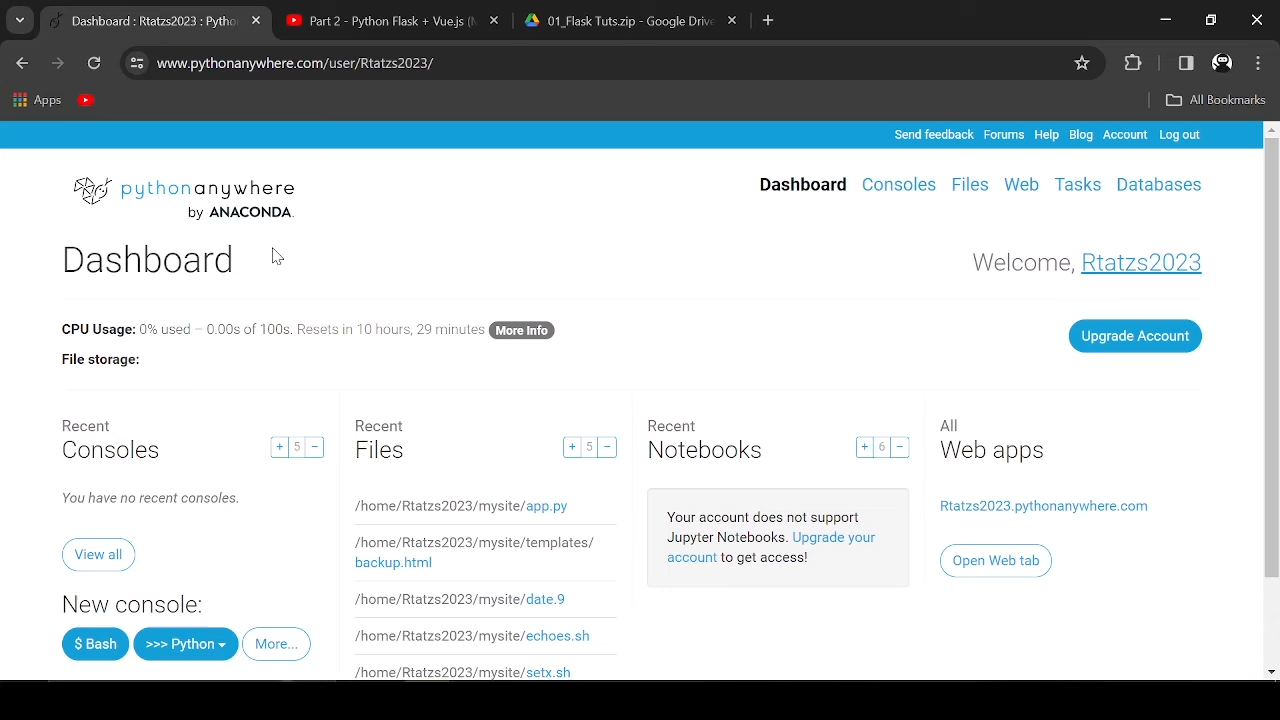 Dashboard : Rtatzs2023 : Pytho
Part 2 - Python Flask + Vue.js (M
01_Flask Tuts.zip - Google Drive
www.pythonanywhere.com/user/Rtatzs2023/
Apps
All Bookmarks
Send feedback Forums Help Blog Account Log out
pythonanywhere
by ANACONDA.
Dashboard Consoles Files Web Tasks Databases
Dashboard
Welcome, Rtatzs2023
CPU Usage: 0% used – 0.00s of 100s. Resets in 10 hours, 29 minutes More Info
Upgrade Account
File storage:
Recent
Consoles
+ 5 −
You have no recent consoles.
View all
New console:
$ Bash
>>> Python
More...
Recent
Files
+ 5 −
/home/Rtatzs2023/mysite/app.py
/home/Rtatzs2023/mysite/templates/
backup.html
/home/Rtatzs2023/mysite/date.9
/home/Rtatzs2023/mysite/echoes.sh
/home/Rtatzs2023/mysite/setx.sh
Recent
Notebooks
+ 6 −
Your account does not support
Jupyter Notebooks. Upgrade your
account to get access!
All
Web apps
Rtatzs2023.pythonanywhere.com
Open Web tab